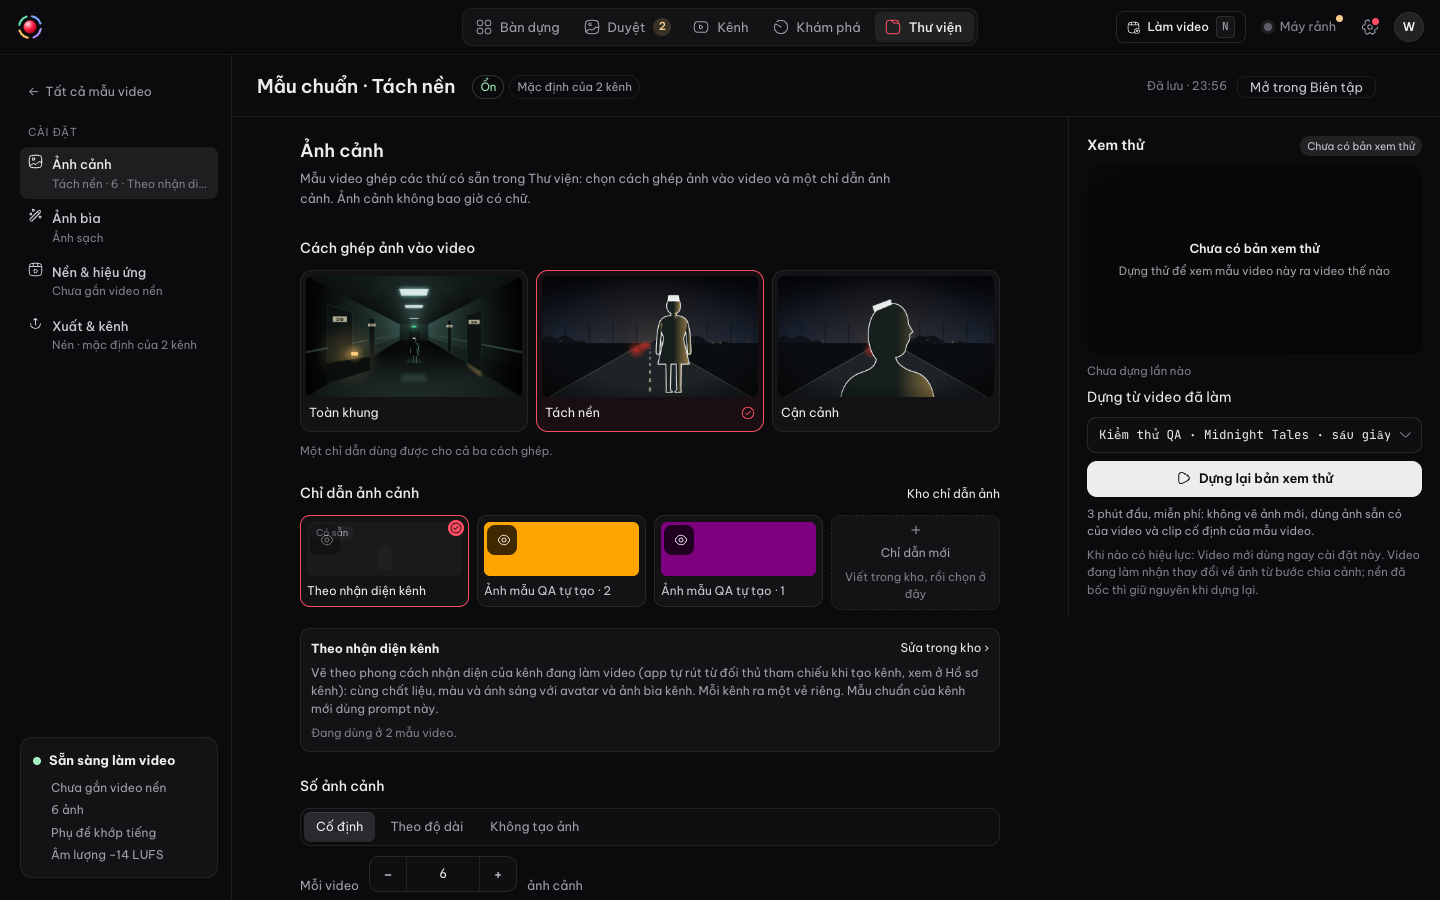 Bàn dựng
Duyệt 2
Kênh
Khám phá
Thư viện
Làm video N
Máy rảnh
W
← Tất cả mẫu video
CÀI ĐẶT
Ảnh cảnh
Tách nền · 6 · Theo nhận di...
Ảnh bìa
Ảnh sạch
Nền & hiệu ứng
Chưa gắn video nền
Xuất & kênh
Nén · mặc định của 2 kênh
Sẵn sàng làm video
Chưa gắn video nền
6 ảnh
Phụ đề khớp tiếng
Âm lượng -14 LUFS
Mẫu chuẩn · Tách nền
Ổn
Mặc định của 2 kênh
Đã lưu · 23:56
Mở trong Biên tập
Ảnh cảnh
Mẫu video ghép các thứ có sẵn trong Thư viện: chọn cách ghép ảnh vào video và một chỉ dẫn ảnh
cảnh. Ảnh cảnh không bao giờ có chữ.
Cách ghép ảnh vào video
Toàn khung
Tách nền
Cận cảnh
Một chỉ dẫn dùng được cho cả ba cách ghép.
Chỉ dẫn ảnh cảnh
Kho chỉ dẫn ảnh
Có sẵn
Theo nhận diện kênh
Ảnh mẫu QA tự tạo · 2
Ảnh mẫu QA tự tạo · 1
+
Chỉ dẫn mới
Viết trong kho, rồi chọn ở
đây
Theo nhận diện kênh
Sửa trong kho ›
Vẽ theo phong cách nhận diện của kênh đang làm video (app tự rút từ đối thủ tham chiếu khi tạo kênh, xem ở Hồ sơ
kênh): cùng chất liệu, màu và ánh sáng với avatar và ảnh bìa kênh. Mỗi kênh ra một vẻ riêng. Mẫu chuẩn của kênh
mới dùng prompt này.
Đang dùng ở 2 mẫu video.
Số ảnh cảnh
Cố định
Theo độ dài
Không tạo ảnh
Mỗi video − 6 + ảnh cảnh
Xem thử
Chưa có bản xem thử
Chưa có bản xem thử
Dựng thử để xem mẫu video này ra video thế nào
Chưa dựng lần nào
Dựng từ video đã làm
Kiểm thử QA · Midnight Tales · sáu giây
Dựng lại bản xem thử
3 phút đầu, miễn phí: không vẽ ảnh mới, dùng ảnh sẵn có
của video và clip cố định của mẫu video.
Khi nào có hiệu lực: Video mới dùng ngay cài đặt này. Video
đang làm nhận thay đổi về ảnh từ bước chia cảnh; nền đã
bốc thì giữ nguyên khi dựng lại.